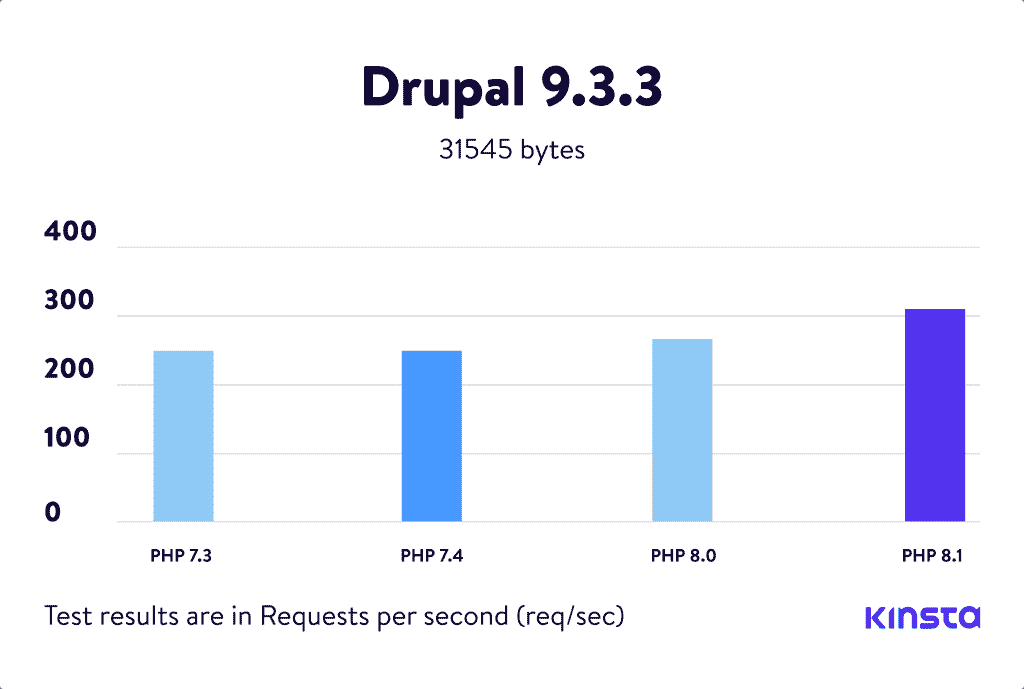 Drupal 9.3.3
31545 bytes
400
300
200
100
0
PHP 7.3 PHP 7.4 PHP 8.0 PHP 8.1
Test results are in Requests per second (req/sec)
KINSTA